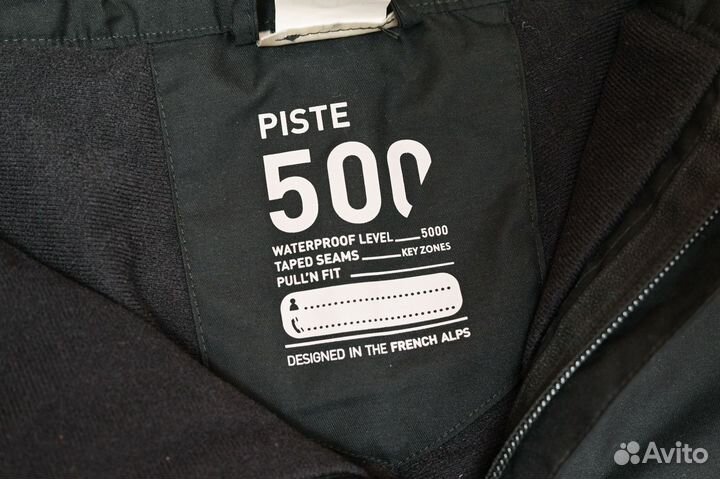 PISTE
500
WATERPROOF LEVEL 5000
TAPED SEAMS KEY ZONES
PULL'N FIT
DESIGNED IN THE FRENCH ALPS
Avito